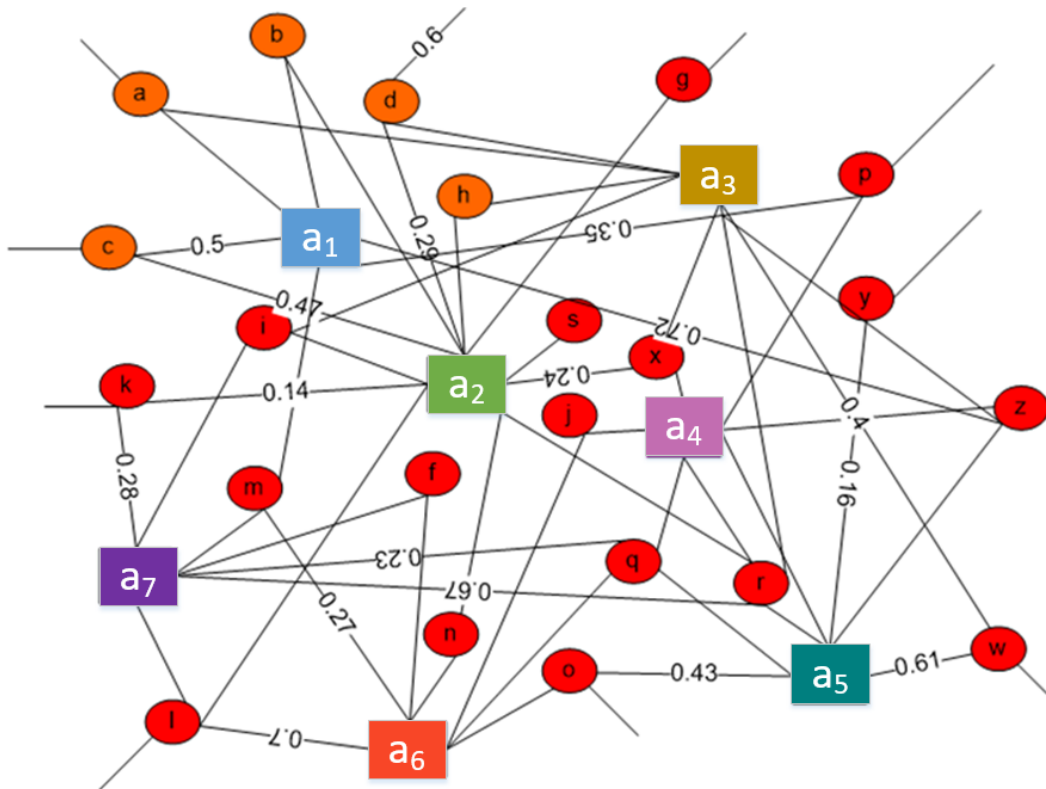 b
0.6
a
d
g
h
p
a₃
c
0.5
a₁
0.29
0.35
0.47
i
s
y
0.72
x
k
0.14
a₂
0.24
j
a₄
0.4
z
0.28
m
f
0.16
a₇
0.23
q
r
0.67
0.27
n
o
0.43
a₅
0.61
w
l
0.7
a₆